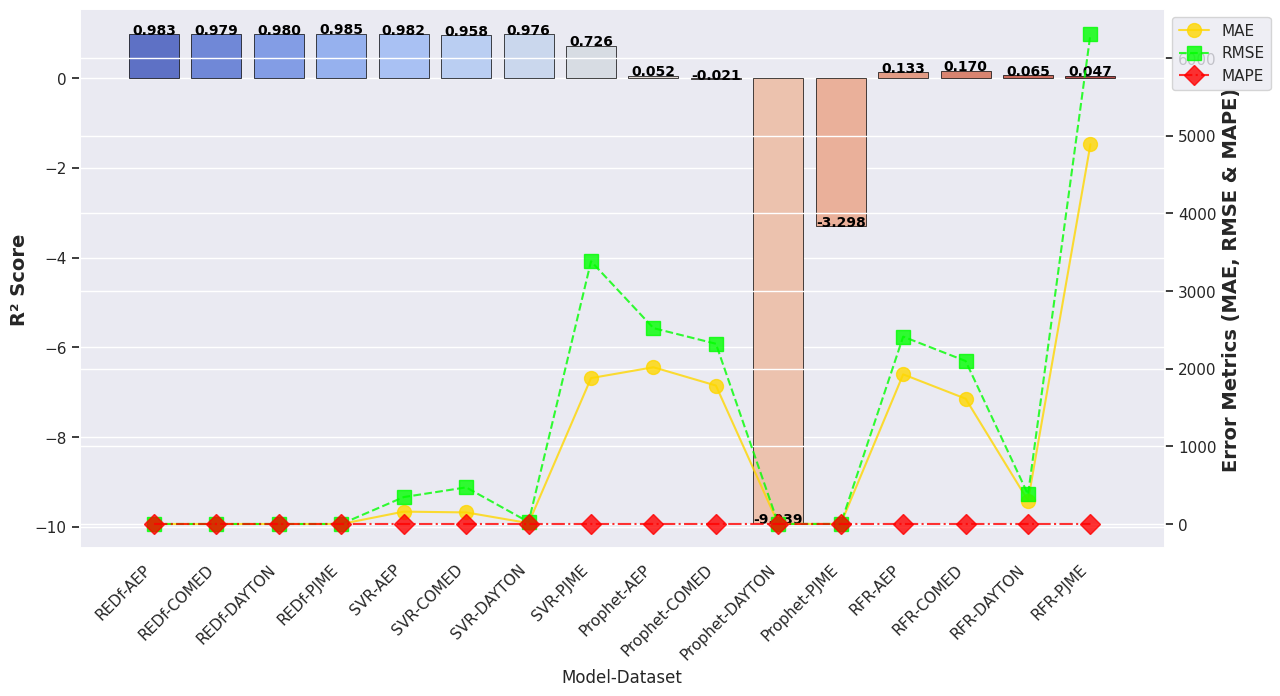 0.983
0.979
0.980
0.985
0.982
0.958
0.976
0.726
0.052
-0.021
-3.298
0.133
0.170
0.065
0.047
MAE
RMSE
MAPE
R² Score
0
−2
−4
−6
−8
−10
6000
5000
4000
3000
2000
1000
0
Error Metrics (MAE, RMSE & MAPE)
REDf-AEP
REDf-COMED
REDf-DAYTON
REDf-PJME
SVR-AEP
SVR-COMED
SVR-DAYTON
SVR-PJME
Prophet-AEP
Prophet-COMED
Prophet-DAYTON
Prophet-PJME
RFR-AEP
RFR-COMED
RFR-DAYTON
RFR-PJME
Model-Dataset